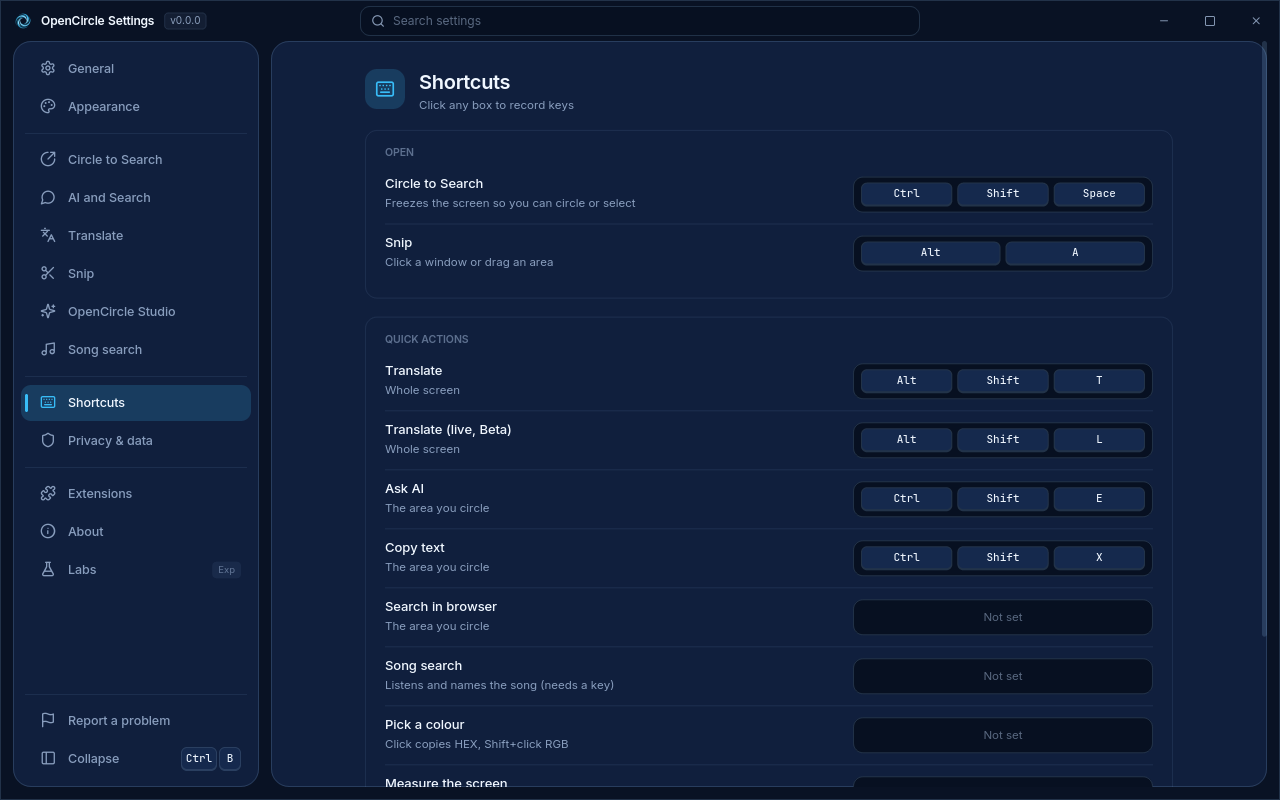 OpenCircle Settings v0.0.0
Search settings
General
Appearance
Circle to Search
AI and Search
Translate
Snip
OpenCircle Studio
Song search
Shortcuts
Privacy & data
Extensions
About
Labs Exp
Report a problem
Collapse Ctrl B
Shortcuts
Click any box to record keys
OPEN
Circle to Search
Freezes the screen so you can circle or select
Ctrl Shift Space
Snip
Click a window or drag an area
Alt A
QUICK ACTIONS
Translate
Whole screen
Alt Shift T
Translate (live, Beta)
Whole screen
Alt Shift L
Ask AI
The area you circle
Ctrl Shift E
Copy text
The area you circle
Ctrl Shift X
Search in browser
The area you circle
Not set
Song search
Listens and names the song (needs a key)
Not set
Pick a colour
Click copies HEX, Shift+click RGB
Not set
Measure the screen